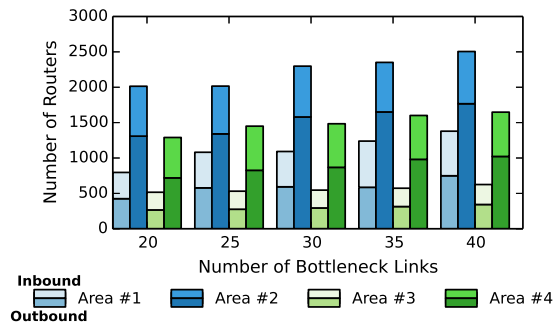 3000
2500
2000
1500
1000
500
0
Number of Routers
20 25 30 35 40
Number of Bottleneck Links
Inbound
Area #1 Area #2 Area #3 Area #4
Outbound